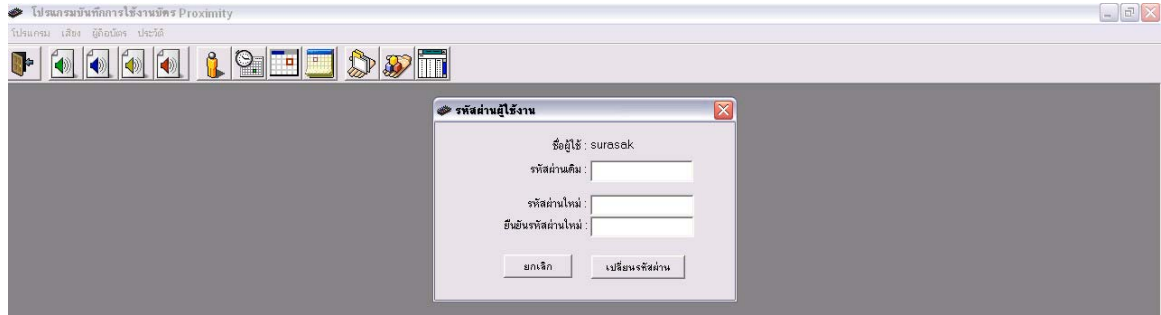 โปรแกรมบันทึกการใช้งานบัตร Proximity
โปรแกรม เสียง ผู้ถือบัตร ประวัติ
รหัสผ่านผู้ใช้งาน
ชื่อผู้ใช้ : surasak
รหัสผ่านเดิม :
รหัสผ่านใหม่ :
ยืนยันรหัสผ่านใหม่ :
ยกเลิก เปลี่ยนรหัสผ่าน